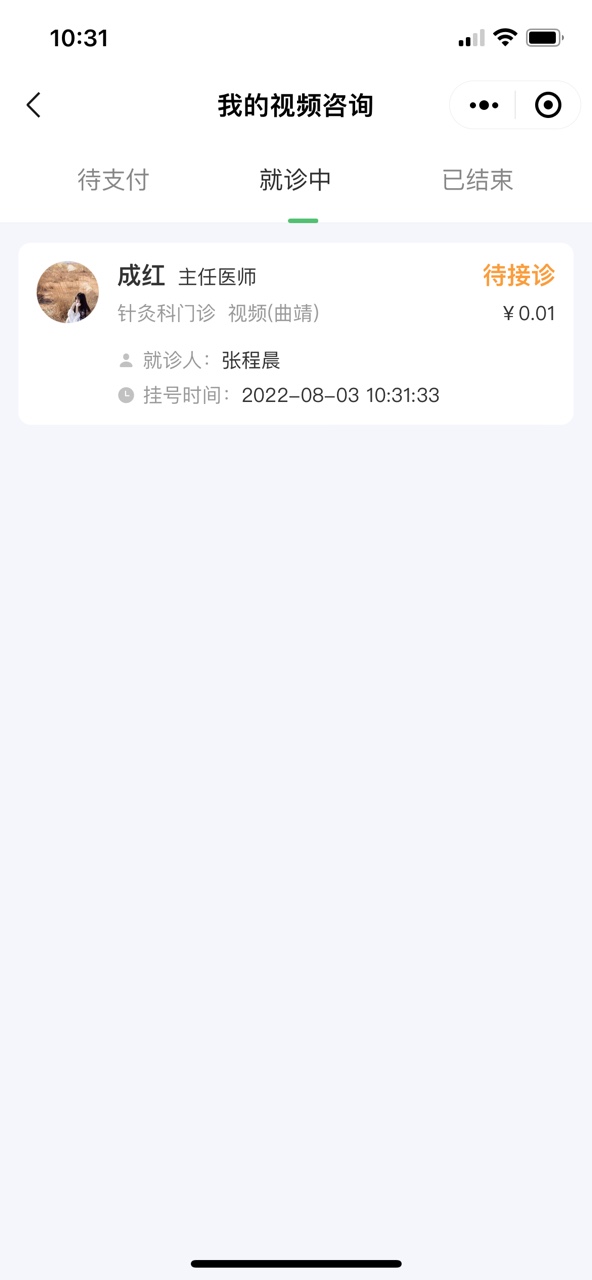 10:31
我的视频咨询
待支付 就诊中 已结束
成红 主任医师 待接诊
针灸科门诊 视频(曲靖) ￥0.01
就诊人：张程晨
挂号时间：2022-08-03 10:31:33